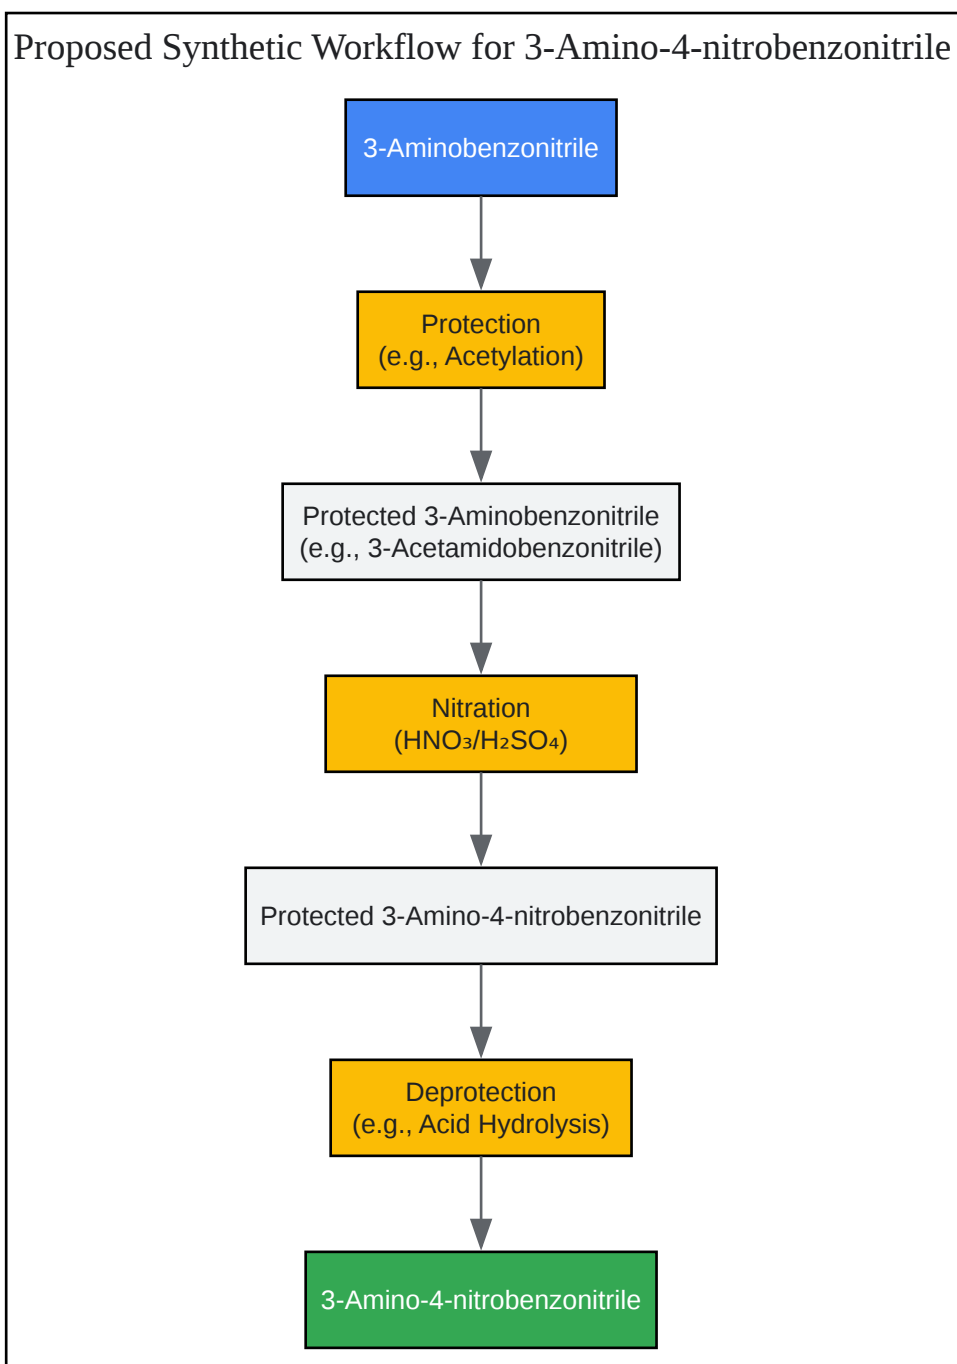 Proposed Synthetic Workflow for 3-Amino-4-nitrobenzonitrile
3-Aminobenzonitrile
Protection
(e.g., Acetylation)
Protected 3-Aminobenzonitrile
(e.g., 3-Acetamidobenzonitrile)
Nitration
(HNO₃/H₂SO₄)
Protected 3-Amino-4-nitrobenzonitrile
Deprotection
(e.g., Acid Hydrolysis)
3-Amino-4-nitrobenzonitrile